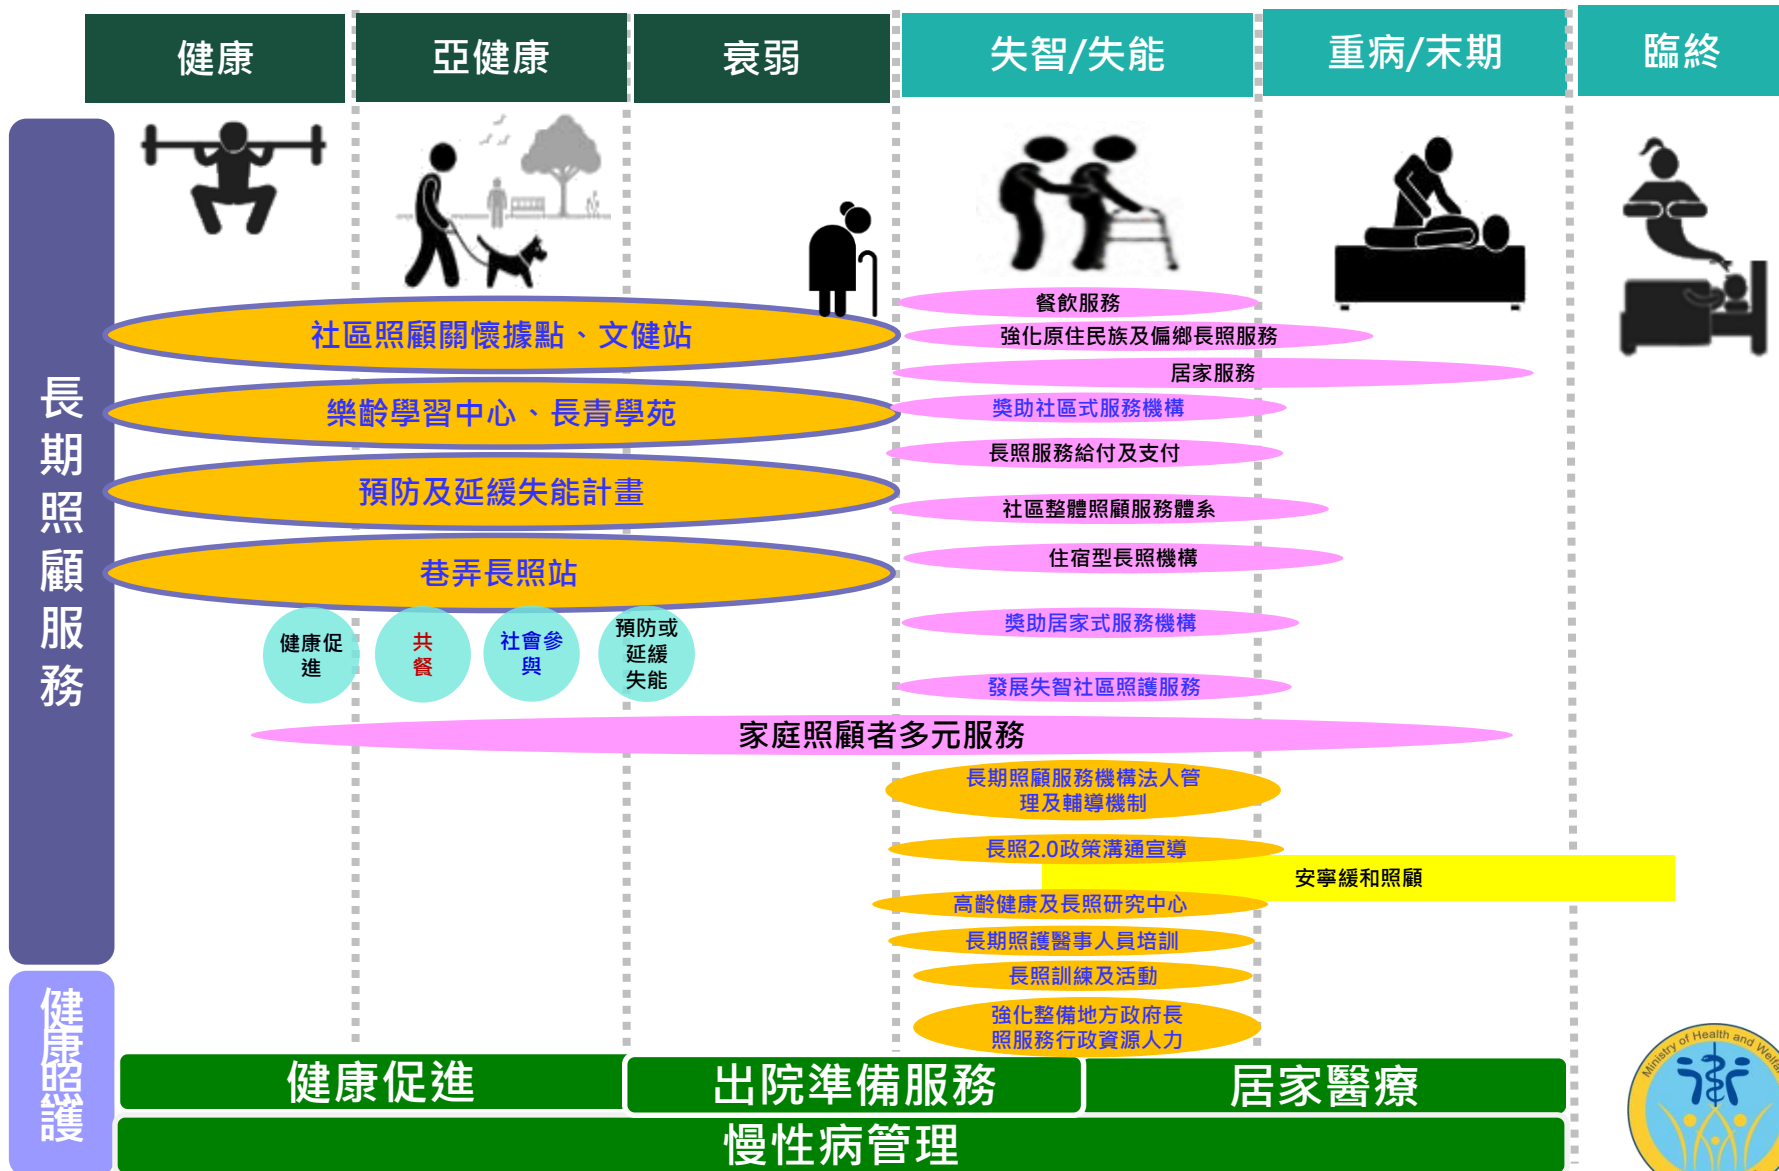 健康
亞健康
衰弱
失智/失能
重病/末期
臨終
長期照顧服務
社區照顧關懷據點、文健站
樂齡學習中心、長青學苑
預防及延緩失能計畫
巷弄長照站
健康促
進
共
餐
社會參
與
預防或
延緩
失能
餐飲服務
強化原住民族及偏鄉長照服務
居家服務
獎助社區式服務機構
長照服務給付及支付
社區整體照顧服務體系
住宿型長照機構
獎助居家式服務機構
發展失智社區照護服務
家庭照顧者多元服務
長期照顧服務機構法人管
理及輔導機制
長照2.0政策溝通宣導
安寧緩和照顧
高齡健康及長照研究中心
長期照護醫事人員培訓
長照訓練及活動
強化整備地方政府長
照服務行政資源人力
健康照護
健康促進
出院準備服務
居家醫療
慢性病管理
Ministry of Health and